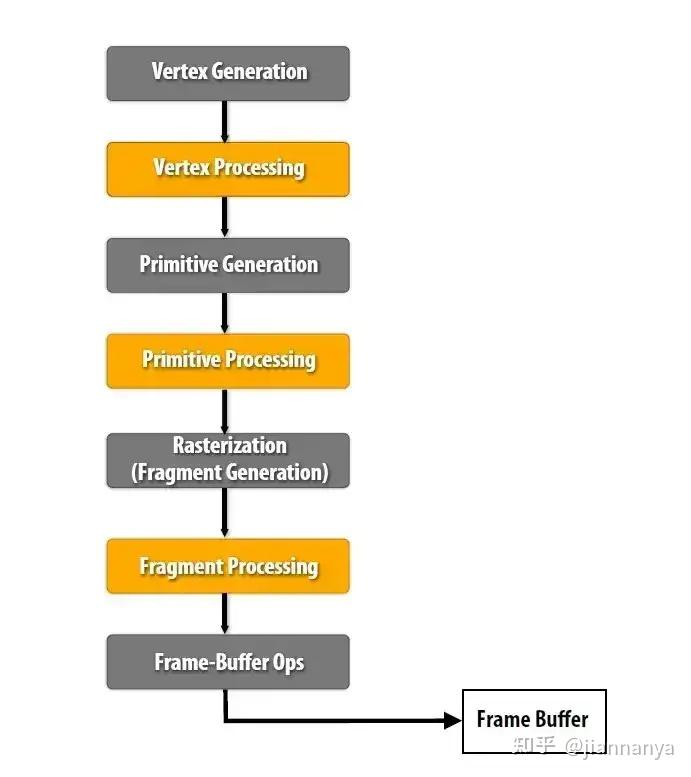 Vertex Generation
Vertex Processing
Primitive Generation
Primitive Processing
Rasterization
(Fragment Generation)
Fragment Processing
Frame-Buffer Ops
Frame Buffer
知乎 @jiannanya